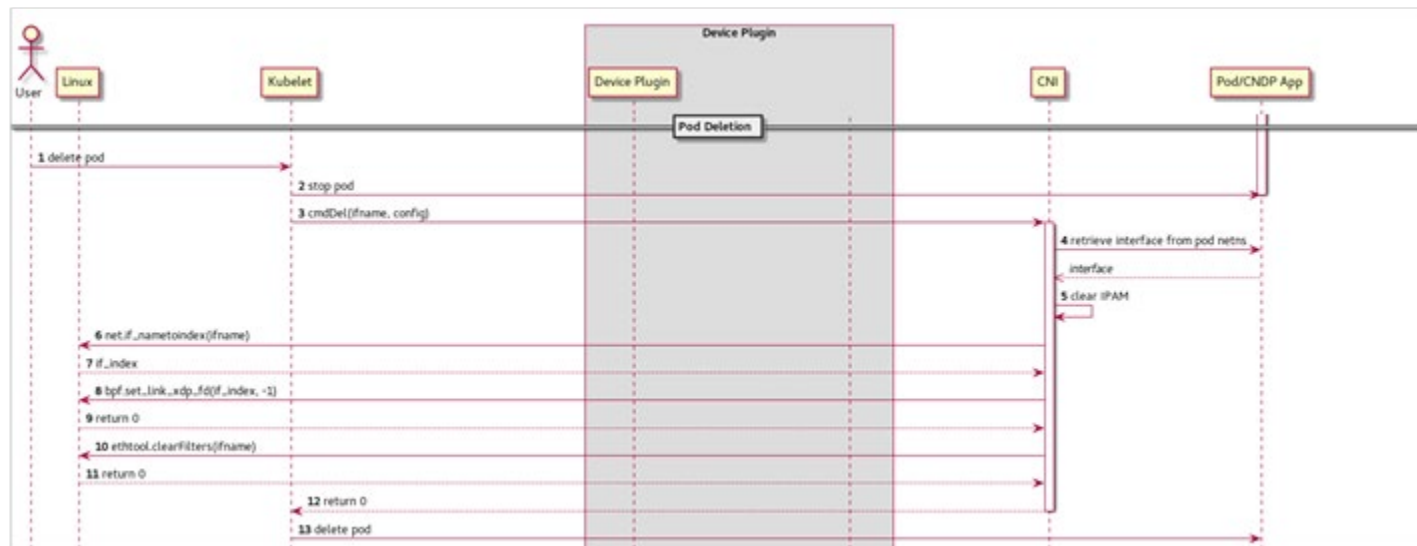 Device Plugin
User
Linux
Kubelet
Device Plugin
CNI
Pod/CNDP App
Pod Deletion
1 delete pod
2 stop pod
3 cmdDel(ifname, config)
4 retrieve interface from pod netns
interface
5 clear IPAM
6 net.if_nametoindex(ifname)
7 if_index
8 bpf.set_link_xdp_fd(if_index, -1)
9 return 0
10 ethtool.clearFilters(ifname)
11 return 0
12 return 0
13 delete pod